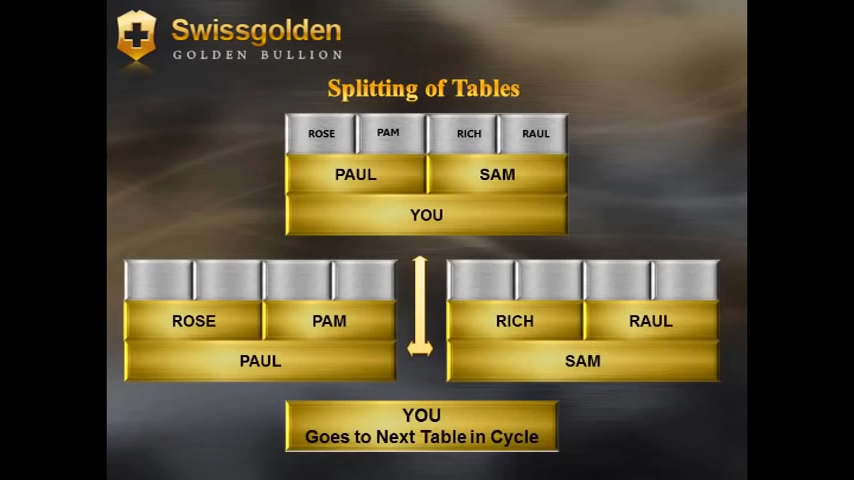 Swissgolden
GOLDEN BULLION
Splitting of Tables
ROSE PAM RICH RAUL
PAUL SAM
YOU
ROSE PAM RICH RAUL
PAUL SAM
YOU
Goes to Next Table in Cycle